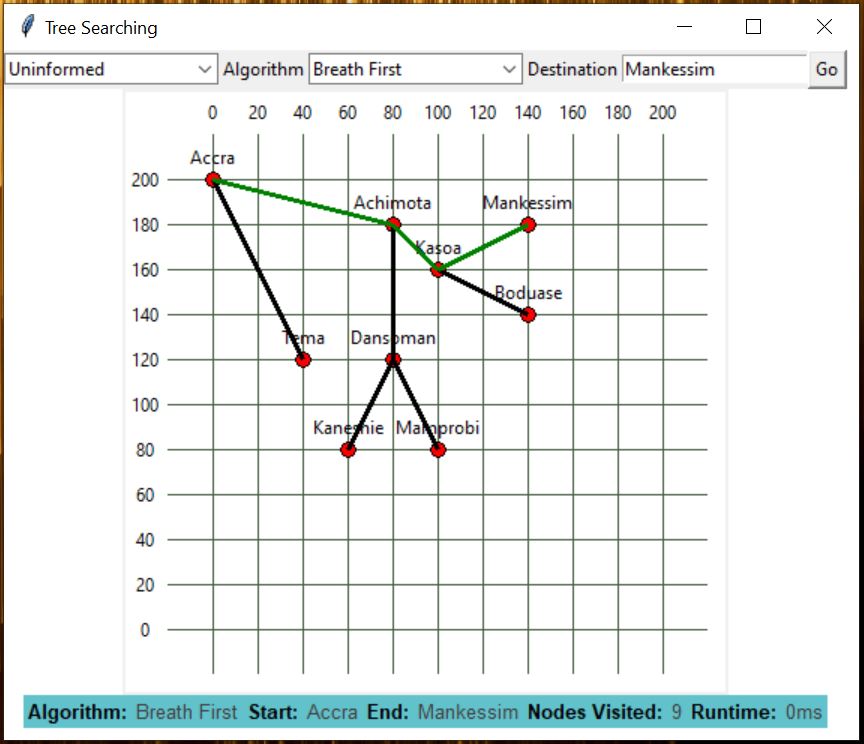 Tree Searching
Uninformed Algorithm Breath First Destination Mankessim Go
0 20 40 60 80 100 120 140 160 180 200
Accra
200
Achimota Mankessim
180
Kasoa
160
Boduase
140
Tema Dansoman
120
100
Kaneshie Mamprobi
80
60
40
20
0
Algorithm: Breath First Start: Accra End: Mankessim Nodes Visited: 9 Runtime: 0ms